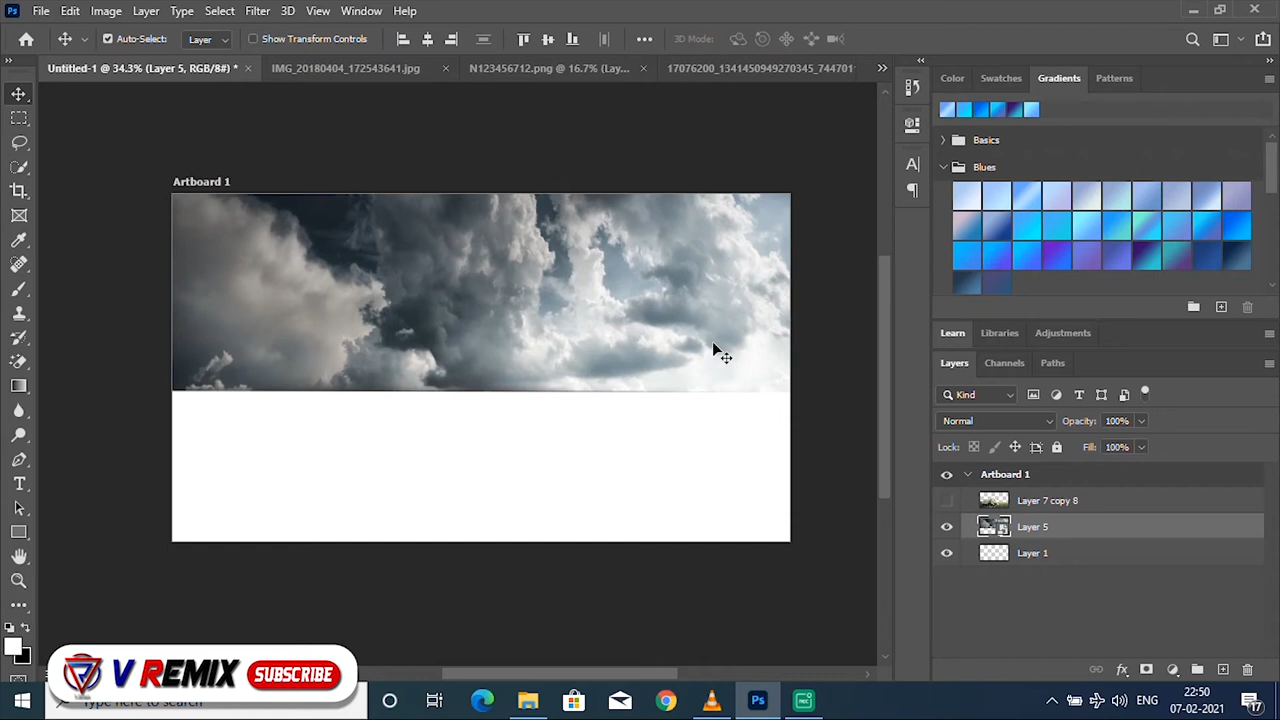 Ps File Edit Image Layer Type Select Filter 3D View Window Help
Auto-Select: Layer Show Transform Controls 3D Mode:
Untitled-1 @ 34.3% (Layer 5, RGB/8#) * × IMG_20180404_172543641.jpg × N123456712.png @ 16.7% (Lay... × 17076200_1341450949270345_744701
Color Swatches Gradients Patterns
Basics
Blues
Artboard 1
Learn Libraries Adjustments
Layers Channels Paths
Kind
Normal Opacity: 100%
Lock: Fill: 100%
Artboard 1
Layer 7 copy 8
Layer 5
Layer 1
V REMIX SUBSCRIBE
Type here to search
Ps
ENG
22:50
07-02-2021
17